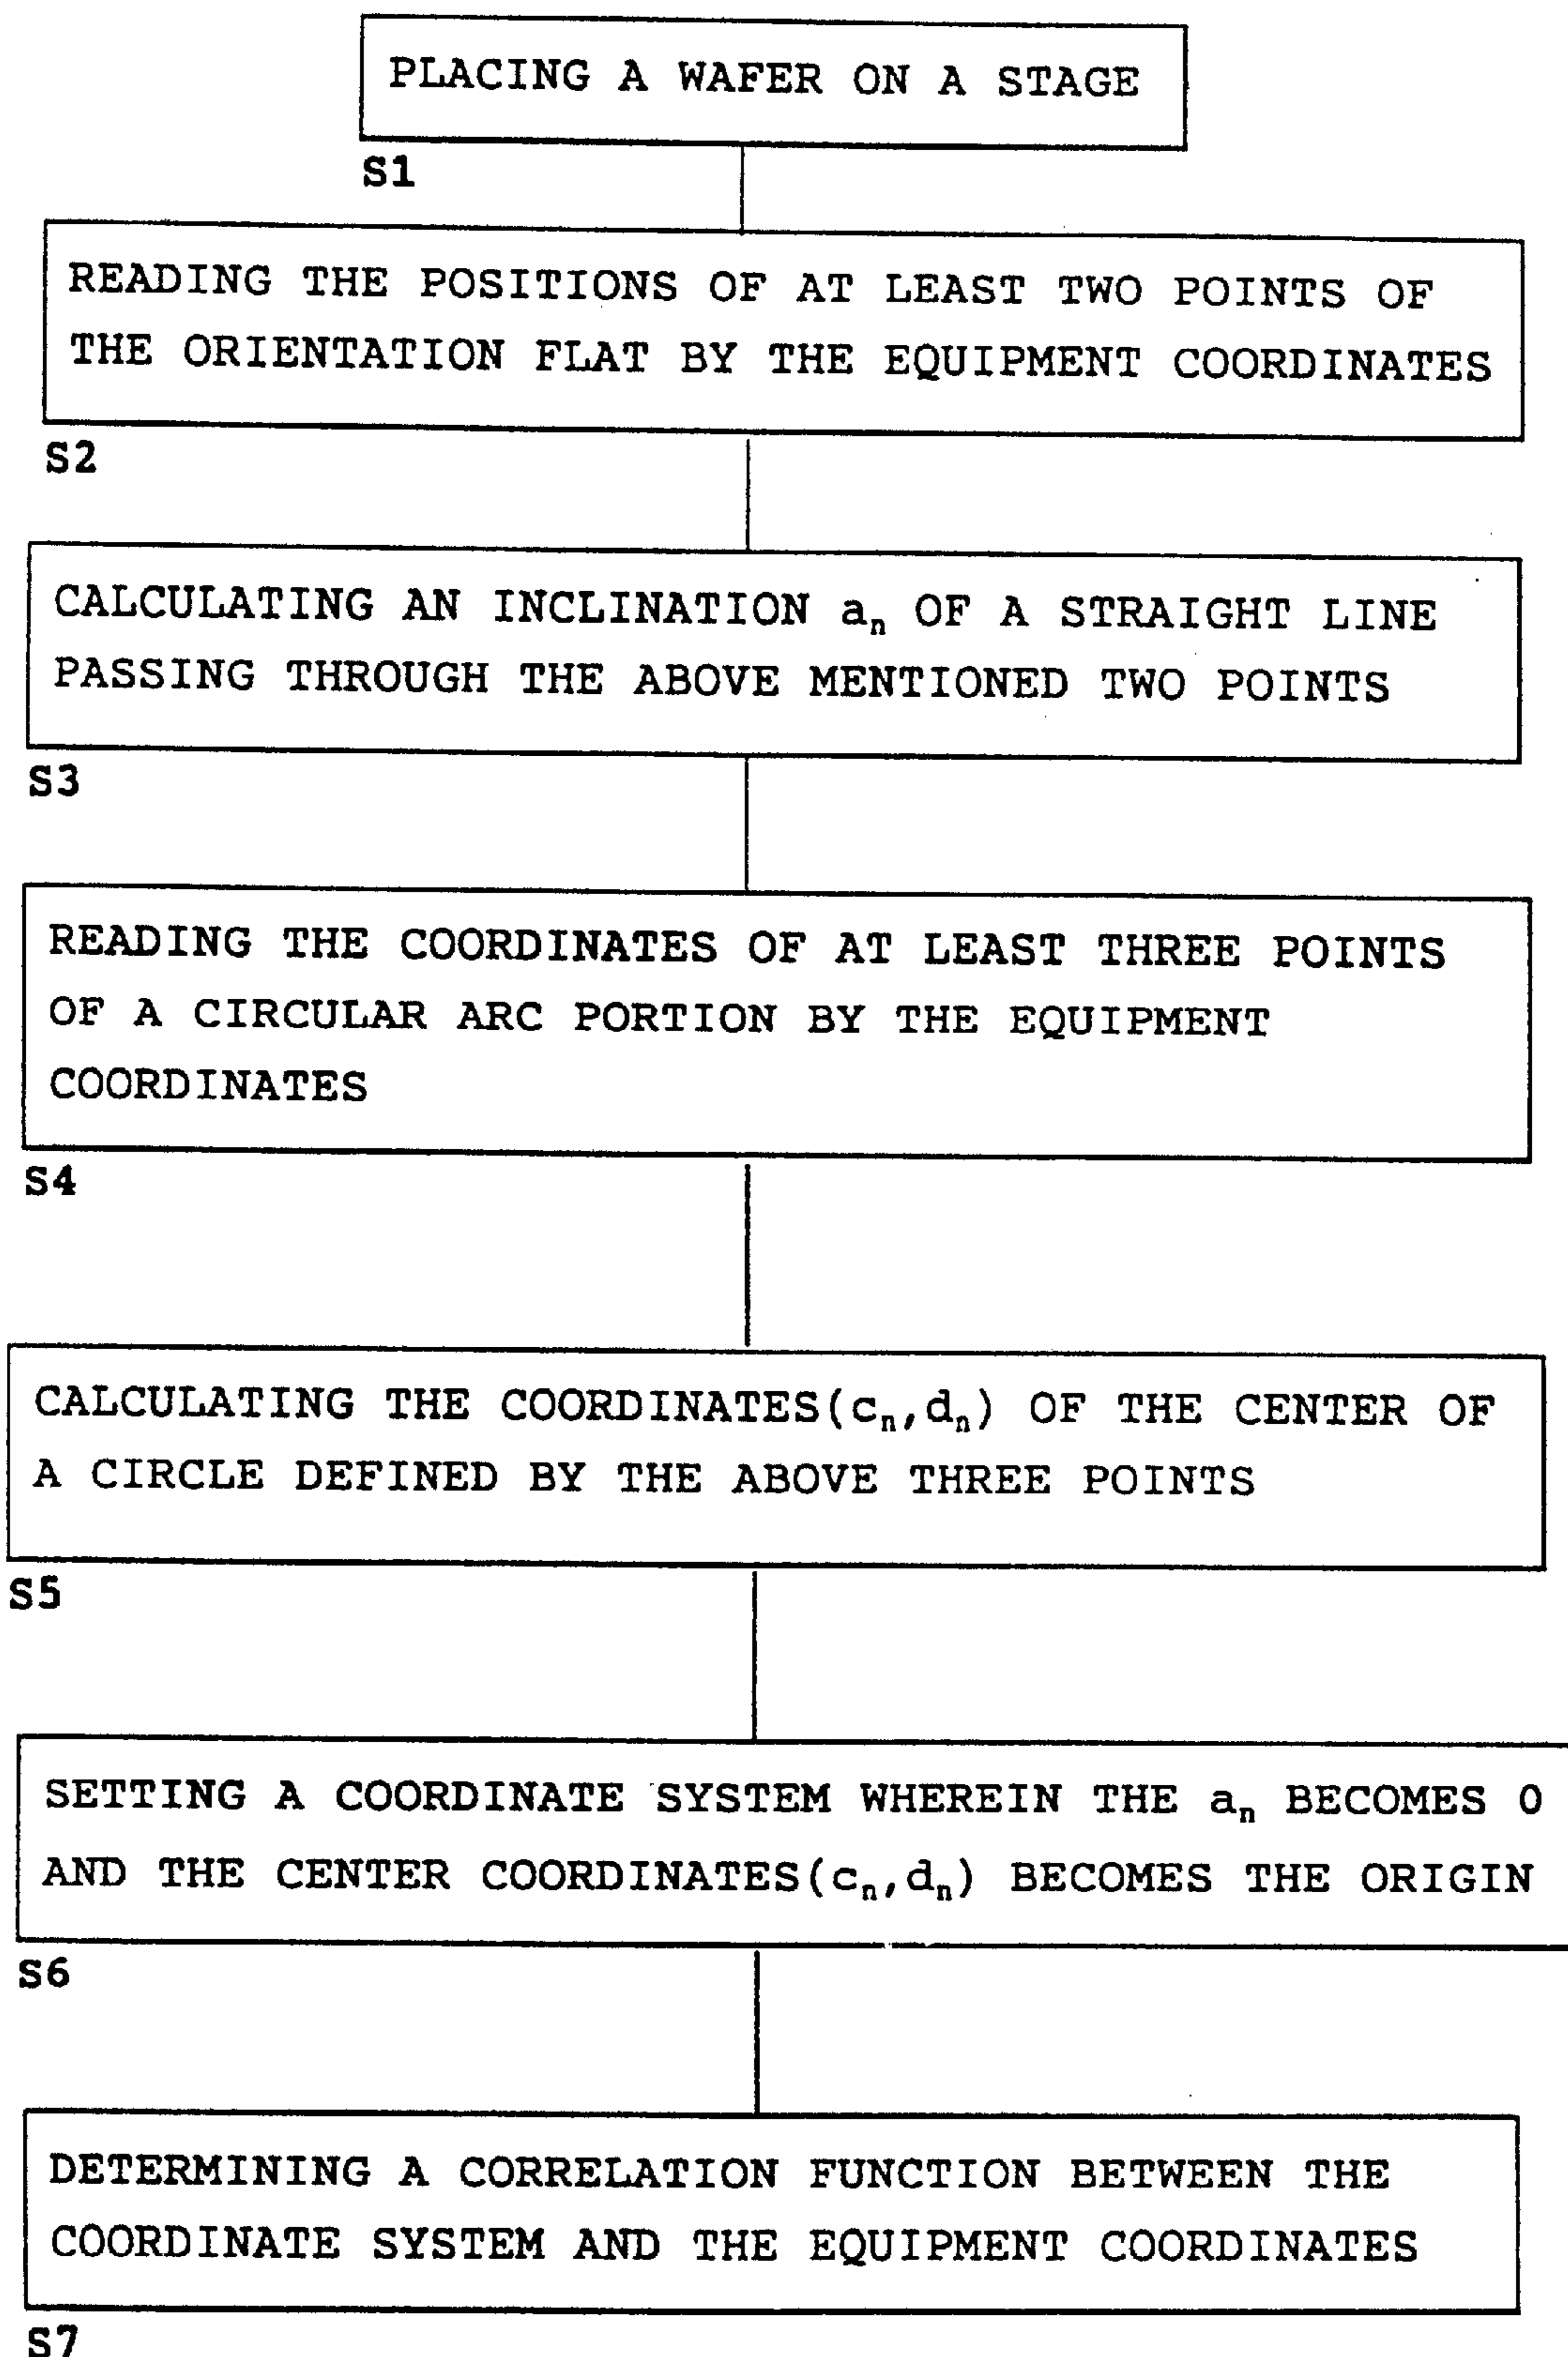 PLACING A WAFER ON A STAGE
S1
READING THE POSITIONS OF AT LEAST TWO POINTS OF
THE ORIENTATION FLAT BY THE EQUIPMENT COORDINATES
S2
CALCULATING AN INCLINATION aₙ OF A STRAIGHT LINE
PASSING THROUGH THE ABOVE MENTIONED TWO POINTS
S3
READING THE COORDINATES OF AT LEAST THREE POINTS
OF A CIRCULAR ARC PORTION BY THE EQUIPMENT
COORDINATES
S4
CALCULATING THE COORDINATES(cₙ,dₙ) OF THE CENTER OF
A CIRCLE DEFINED BY THE ABOVE THREE POINTS
S5
SETTING A COORDINATE SYSTEM WHEREIN THE aₙ BECOMES 0
AND THE CENTER COORDINATES(cₙ,dₙ) BECOMES THE ORIGIN
S6
DETERMINING A CORRELATION FUNCTION BETWEEN THE
COORDINATE SYSTEM AND THE EQUIPMENT COORDINATES
S7